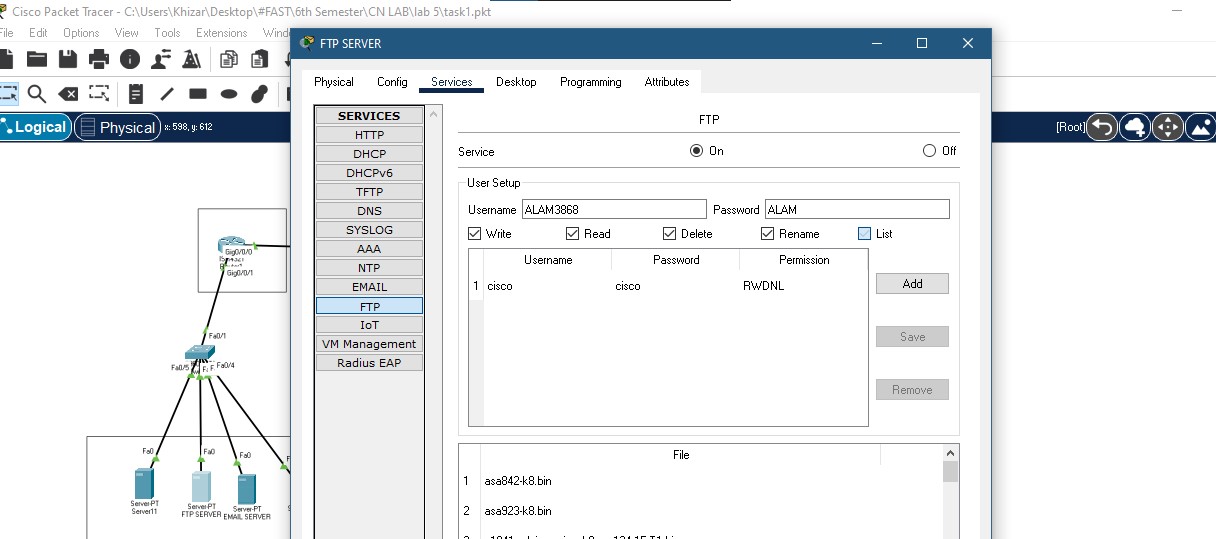 Cisco Packet Tracer - C:\Users\Khizar\Desktop\#FAST\6th Semester\CN LAB\lab 5\task1.pkt
File Edit Options View Tools Extensions
FTP SERVER
Physical Config Services Desktop Programming Attributes
Logical Physical x: 598, y: 612
[Root]
SERVICES
HTTP
DHCP
DHCPv6
TFTP
DNS
SYSLOG
AAA
NTP
EMAIL
FTP
IoT
VM Management
Radius EAP
FTP
Service On Off
User Setup
Username ALAM3868 Password ALAM
Write Read Delete Rename List
Username Password Permission
1 cisco cisco RWDNL
Add
Save
Remove
File
1 asa842-k8.bin
2 asa923-k8.bin
Gig0/0/0
Gig0/0/1
Fa0/1
Fa0/5 Fa0/4
Fa0 Fa0 Fa0
Server-PT
Server11
Server-PT
FTP SERVER
Server-PT
EMAIL SERVER